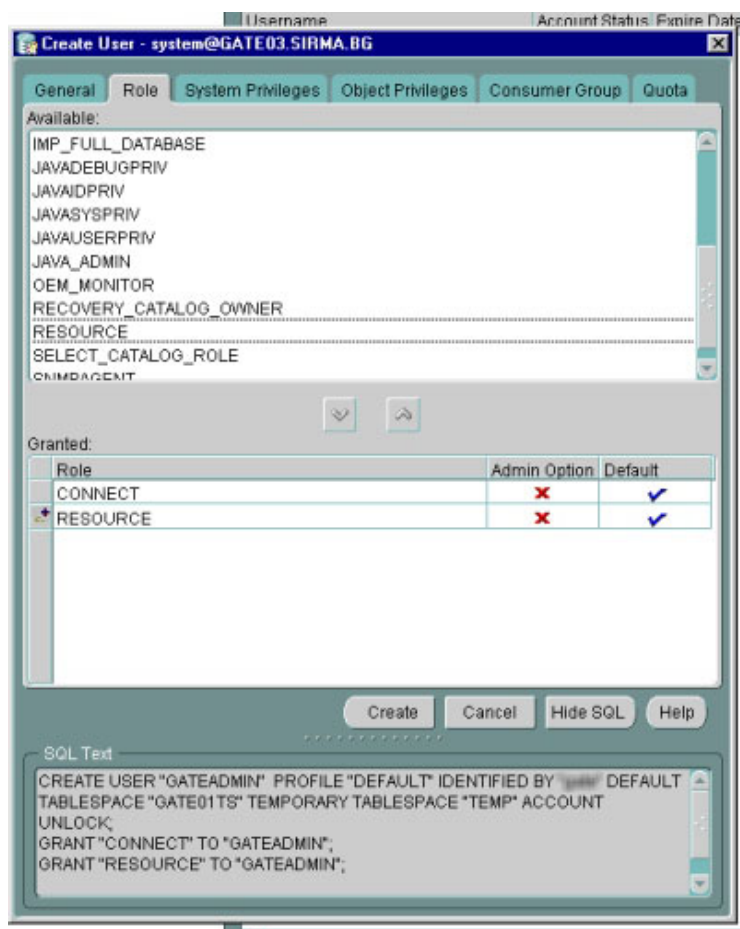 Username Account Status Expire Date
Create User - system@GATE03.SIRMA.BG
General Role System Privileges Object Privileges Consumer Group Quota
Available:
IMP_FULL_DATABASE
JAVADEBUGPRIV
JAVAIDPRIV
JAVASYSPRIV
JAVAUSERPRIV
JAVA_ADMIN
OEM_MONITOR
RECOVERY_CATALOG_OWNER
RESOURCE
SELECT_CATALOG_ROLE
SNMPAGENT
Granted:
Role Admin Option Default
CONNECT
RESOURCE
Create Cancel Hide SQL Help
SQL Text
CREATE USER "GATEADMIN" PROFILE "DEFAULT" IDENTIFIED BY DEFAULT
TABLESPACE "GATE01TS" TEMPORARY TABLESPACE "TEMP" ACCOUNT
UNLOCK;
GRANT "CONNECT" TO "GATEADMIN";
GRANT "RESOURCE" TO "GATEADMIN";